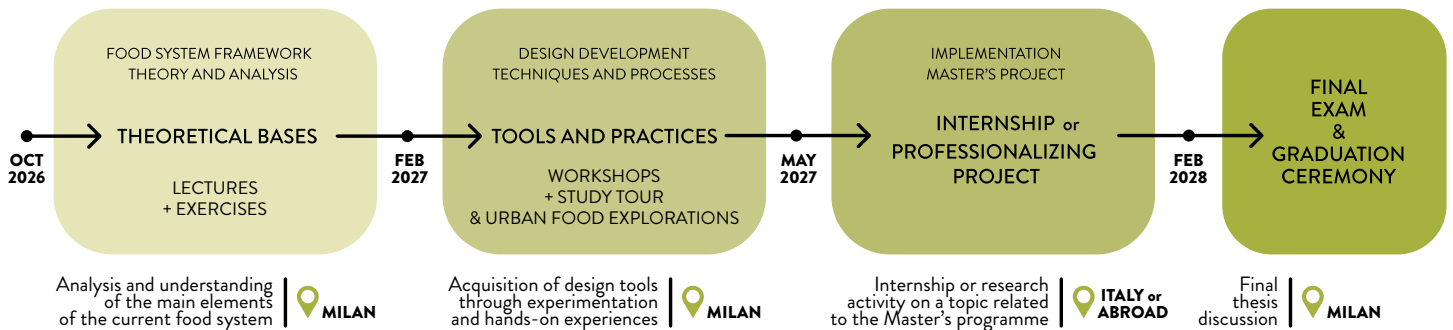 FOOD SYSTEM FRAMEWORK
THEORY AND ANALYSIS
OCT
2026
THEORETICAL BASES
LECTURES
+ EXERCISES
Analysis and understanding
of the main elements
of the current food system
MILAN
FEB
2027
DESIGN DEVELOPMENT
TECHNIQUES AND PROCESSES
TOOLS AND PRACTICES
WORKSHOPS
+ STUDY TOUR
& URBAN FOOD EXPLORATIONS
Acquisition of design tools
through experimentation
and hands-on experiences
MILAN
MAY
2027
IMPLEMENTATION
MASTER'S PROJECT
INTERNSHIP or
PROFESSIONALIZING
PROJECT
Internship or research
activity on a topic related
to the Master's programme
ITALY or
ABROAD
FEB
2028
FINAL
EXAM
&
GRADUATION
CEREMONY
Final
thesis
discussion
MILAN